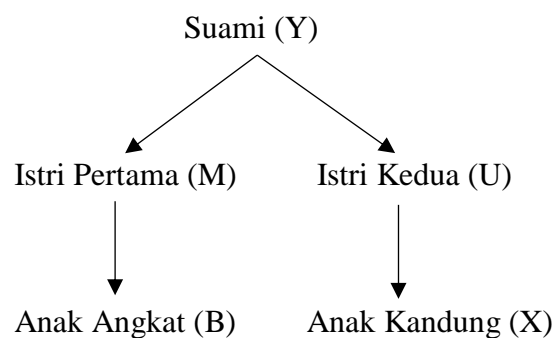 Suami (Y)
Istri Pertama (M) Istri Kedua (U)
Anak Angkat (B) Anak Kandung (X)